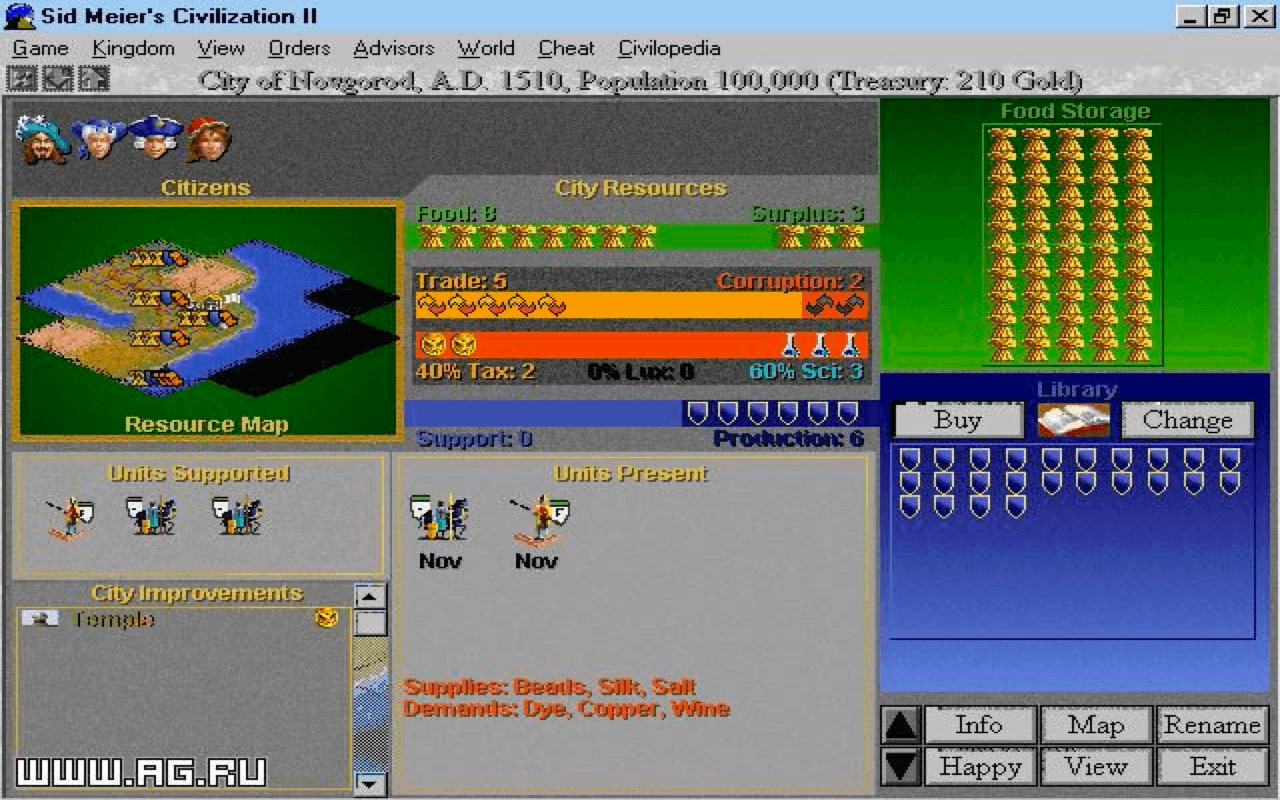 Sid Meier's Civilization II
Game Kingdom View Orders Advisors World Cheat Civilopedia
City of Novgorod, A.D. 1510, Population 100,000 (Treasury: 210 Gold)
Citizens
City Resources
Food: 8 Surplus: 3
Trade: 5 Corruption: 2
40% Tax: 2 0% Lux: 0 60% Sci: 3
Support: 0 Production: 6
Resource Map
Food Storage
Library
Buy Change
Units Supported
Units Present
Nov Nov
City Improvements
Temple
Supplies: Beads, Silk, Salt
Demands: Dye, Copper, Wine
Info Map Rename
Happy View Exit
WWW.AG.RU